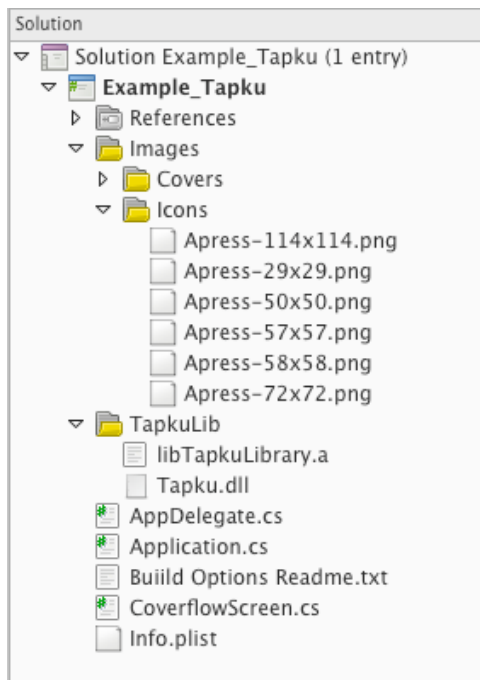 Solution
Solution Example_Tapku (1 entry)
Example_Tapku
References
Images
Covers
Icons
Apress-114x114.png
Apress-29x29.png
Apress-50x50.png
Apress-57x57.png
Apress-58x58.png
Apress-72x72.png
TapkuLib
libTapkuLibrary.a
Tapku.dll
AppDelegate.cs
Application.cs
Buiild Options Readme.txt
CoverflowScreen.cs
Info.plist